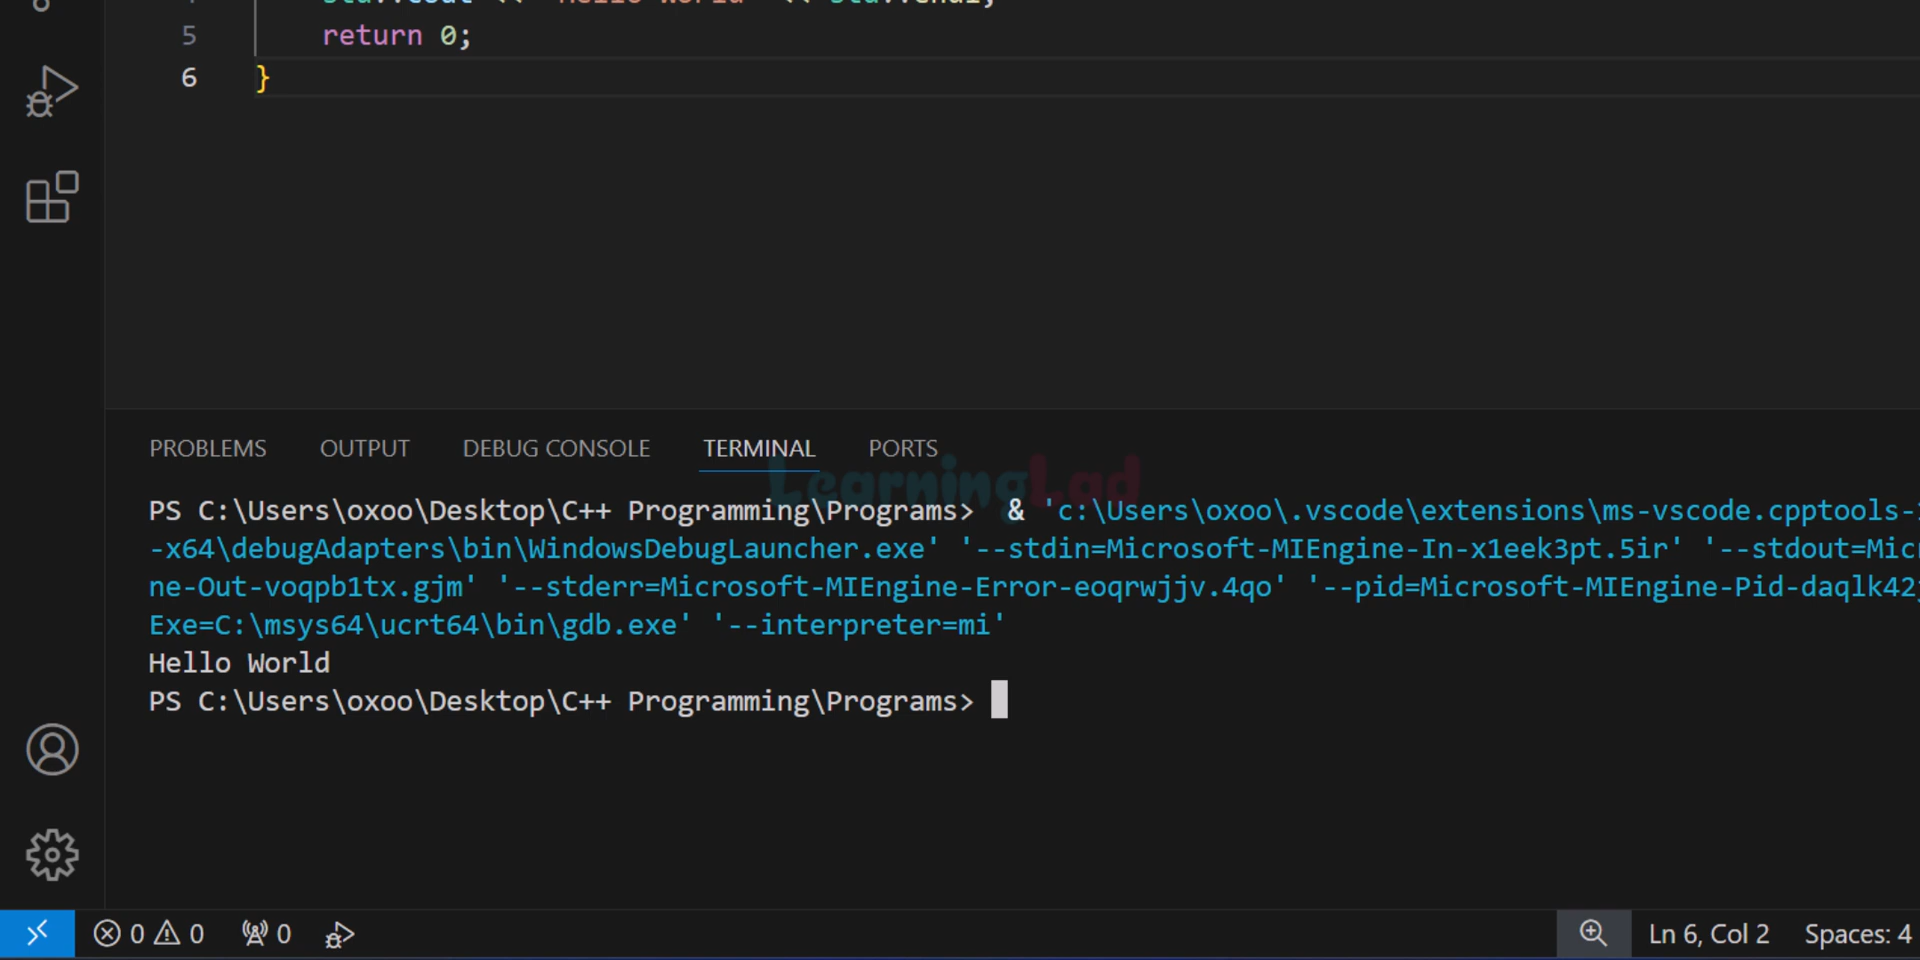 5 return 0;
6 }
PROBLEMS OUTPUT DEBUG CONSOLE TERMINAL PORTS
LearningLad
PS C:\Users\oxoo\Desktop\C++ Programming\Programs> & 'c:\Users\oxoo\.vscode\extensions\ms-vscode.cpptools-
-x64\debugAdapters\bin\WindowsDebugLauncher.exe' '--stdin=Microsoft-MIEngine-In-x1eek3pt.5ir' '--stdout=Micr
ne-Out-voqpb1tx.gjm' '--stderr=Microsoft-MIEngine-Error-eoqrwjjv.4qo' '--pid=Microsoft-MIEngine-Pid-daqlk42
Exe=C:\msys64\ucrt64\bin\gdb.exe' '--interpreter=mi'
Hello World
PS C:\Users\oxoo\Desktop\C++ Programming\Programs>
0 0 0 Ln 6, Col 2 Spaces: 4